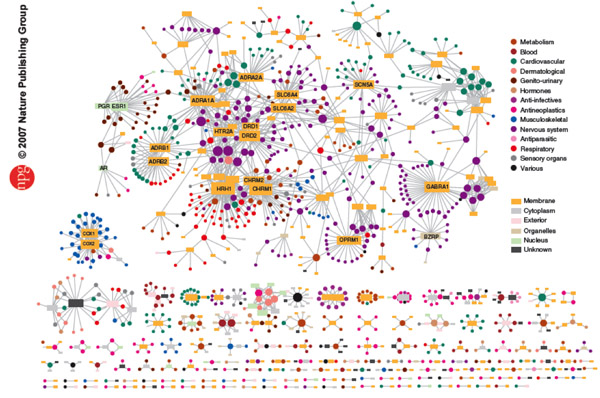 © 2007 Nature Publishing Group
npg
ADRA2A
ADRA1A
SLC6A4
SLC6A2
SCN5A
PGR
ESR1
HTR2A
DRD1
DRD2
ADRB1
ADRB2
AR
CHRM2
HRH1
CHRM1
GABRA1
COX1
COX2
OPRM1
BZRP
Metabolism
Blood
Cardiovascular
Dermatological
Genito-urinary
Hormones
Anti-infectives
Antineoplastics
Musculoskeletal
Nervous system
Antiparasitic
Respiratory
Sensory organs
Various
Membrane
Cytoplasm
Exterior
Organelles
Nucleus
Unknown